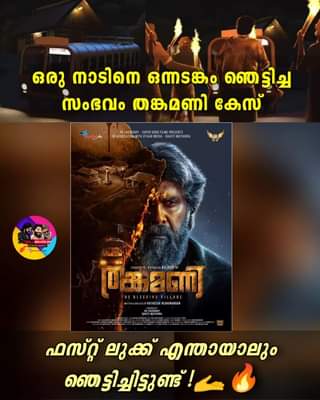 ഒരു നാടിനെ ഒന്നടങ്കം ഞെട്ടിച്ച
സംഭവം തങ്കമണി കേസ്
തങ്കമണി
THE BLEEDING VILLAGE
ഫസ്റ്റ് ലുക്ക് എന്തായാലും
ഞെട്ടിച്ചിട്ടുണ്ട് ! 🫴 🔥